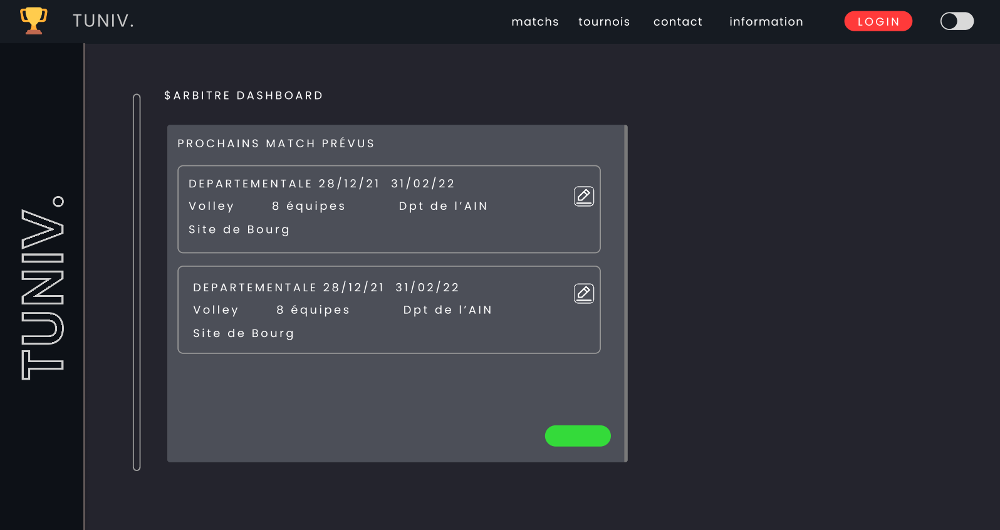 TUNIV.
matchs tournois contact information LOGIN
TUNIV.
$ARBITRE DASHBOARD
PROCHAINS MATCH PRÉVUS
DEPARTEMENTALE 28/12/21 31/02/22
Volley 8 équipes Dpt de l’AIN
Site de Bourg
DEPARTEMENTALE 28/12/21 31/02/22
Volley 8 équipes Dpt de l’AIN
Site de Bourg